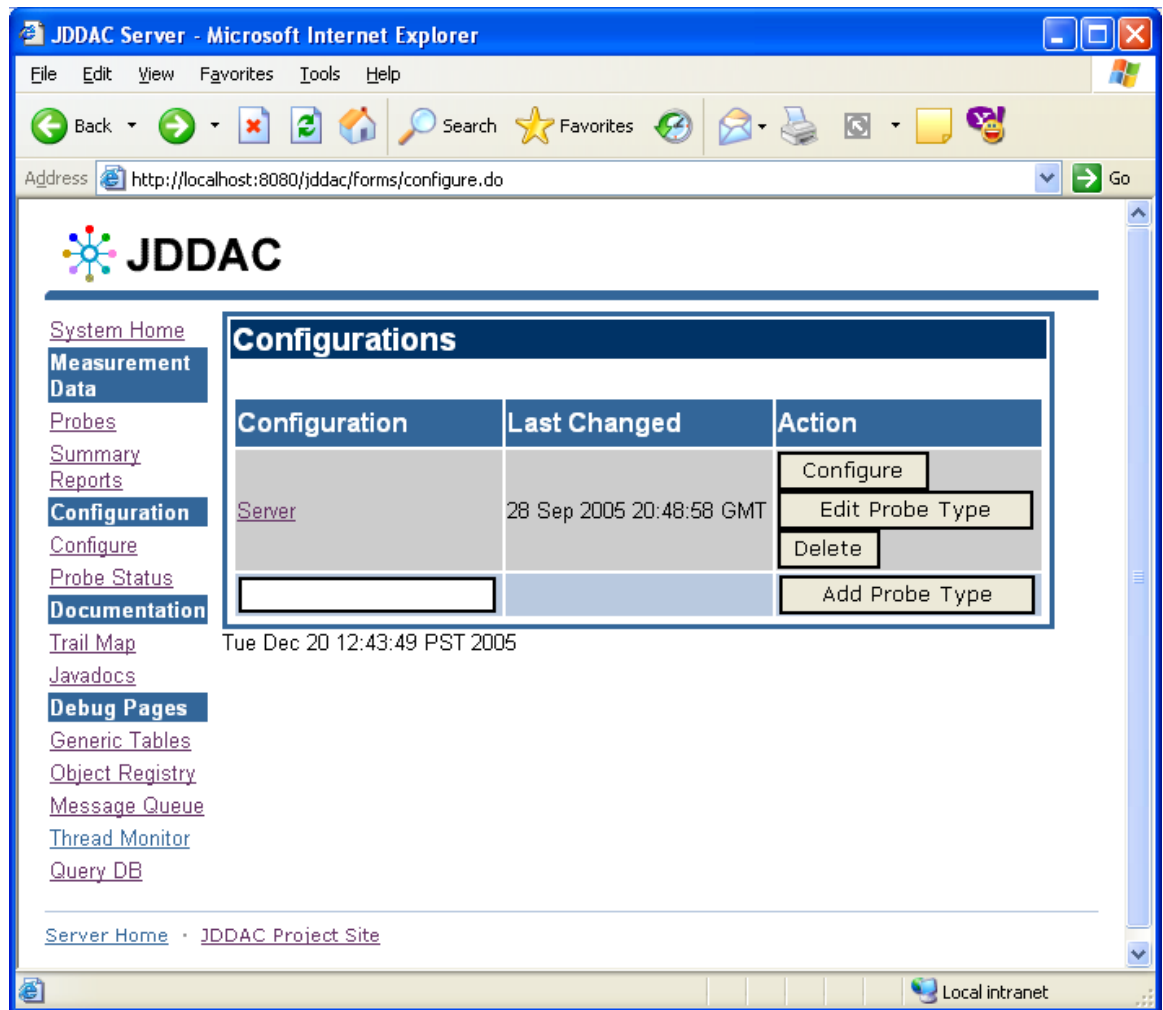 JDDAC Server - Microsoft Internet Explorer
File Edit View Favorites Tools Help
Back Search Favorites
Address http://localhost:8080/jddac/forms/configure.do Go
JDDAC
System Home
Measurement
Data
Probes
Summary
Reports
Configuration
Configure
Probe Status
Documentation
Trail Map
Javadocs
Debug Pages
Generic Tables
Object Registry
Message Queue
Thread Monitor
Query DB
Configurations
Configuration Last Changed Action
Server 28 Sep 2005 20:48:58 GMT Configure
Edit Probe Type
Delete
Add Probe Type
Tue Dec 20 12:43:49 PST 2005
Server Home · JDDAC Project Site
Local intranet